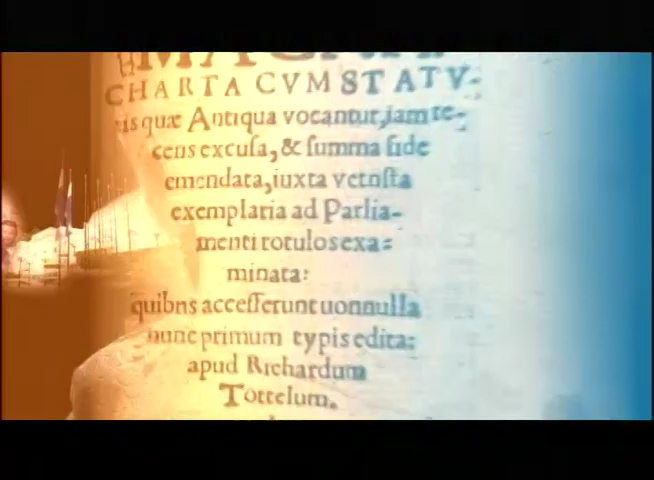 MAGNA
CHARTA CVM STATV-
tis quæ Antiqua vocantur, iam re-
cens excusa, & summa fide
emendata, iuxta vetusta
exemplaria ad Parlia-
menti rotulos exa-
minata:
quibus accesserunt nonnulla
nunc primum typis edita:
apud Richardum
Tottelum.